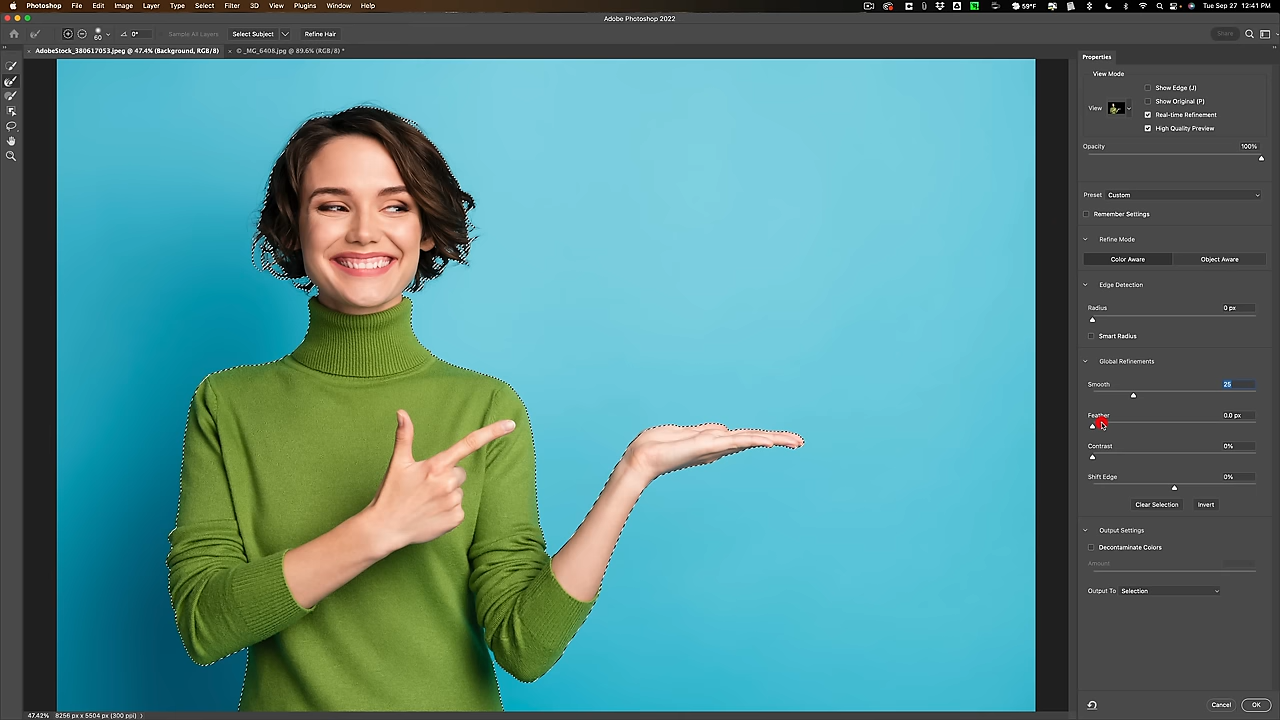 Photoshop File Edit Image Layer Type Select Filter 3D View Plugins Window Help 59°F Tue Sep 27 12:41 PM
Adobe Photoshop 2022
60 0° Sample All Layers Select Subject Refine Hair Share
× AdobeStock_380617053.jpeg @ 47.4% (Background, RGB/8) × © _MG_6408.jpg @ 89.6% (RGB/8) *
Properties
View Mode
Show Edge (J)
Show Original (P)
View
Real-time Refinement
High Quality Preview
Opacity 100%
Preset Custom
Remember Settings
Refine Mode
Color Aware Object Aware
Edge Detection
Radius 0 px
Smart Radius
Global Refinements
Smooth 25
Feather 0.0 px
Contrast 0%
Shift Edge 0%
Clear Selection Invert
Output Settings
Decontaminate Colors
Amount
Output To Selection
Cancel OK
47.42% 8256 px x 5504 px (300 ppi)